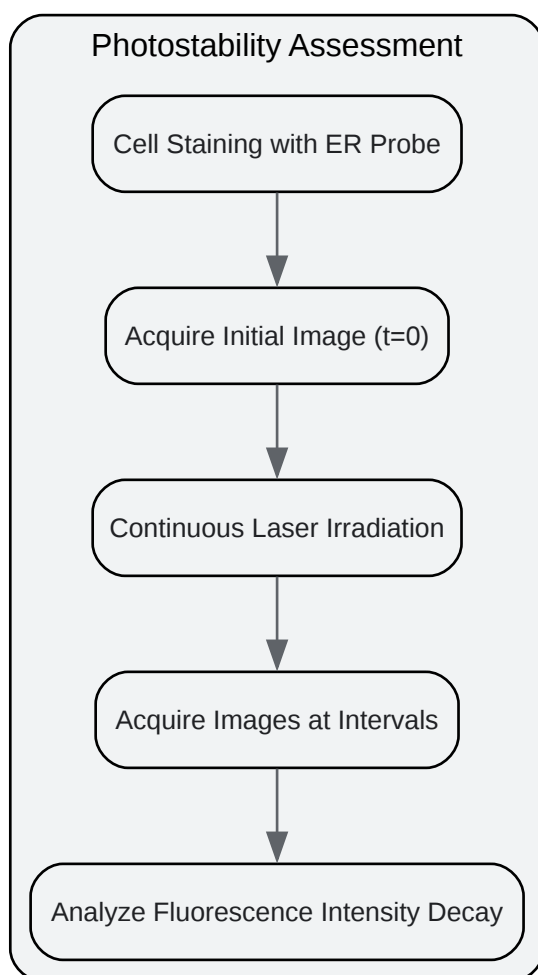 Photostability Assessment
Cell Staining with ER Probe
Acquire Initial Image (t=0)
Continuous Laser Irradiation
Acquire Images at Intervals
Analyze Fluorescence Intensity Decay